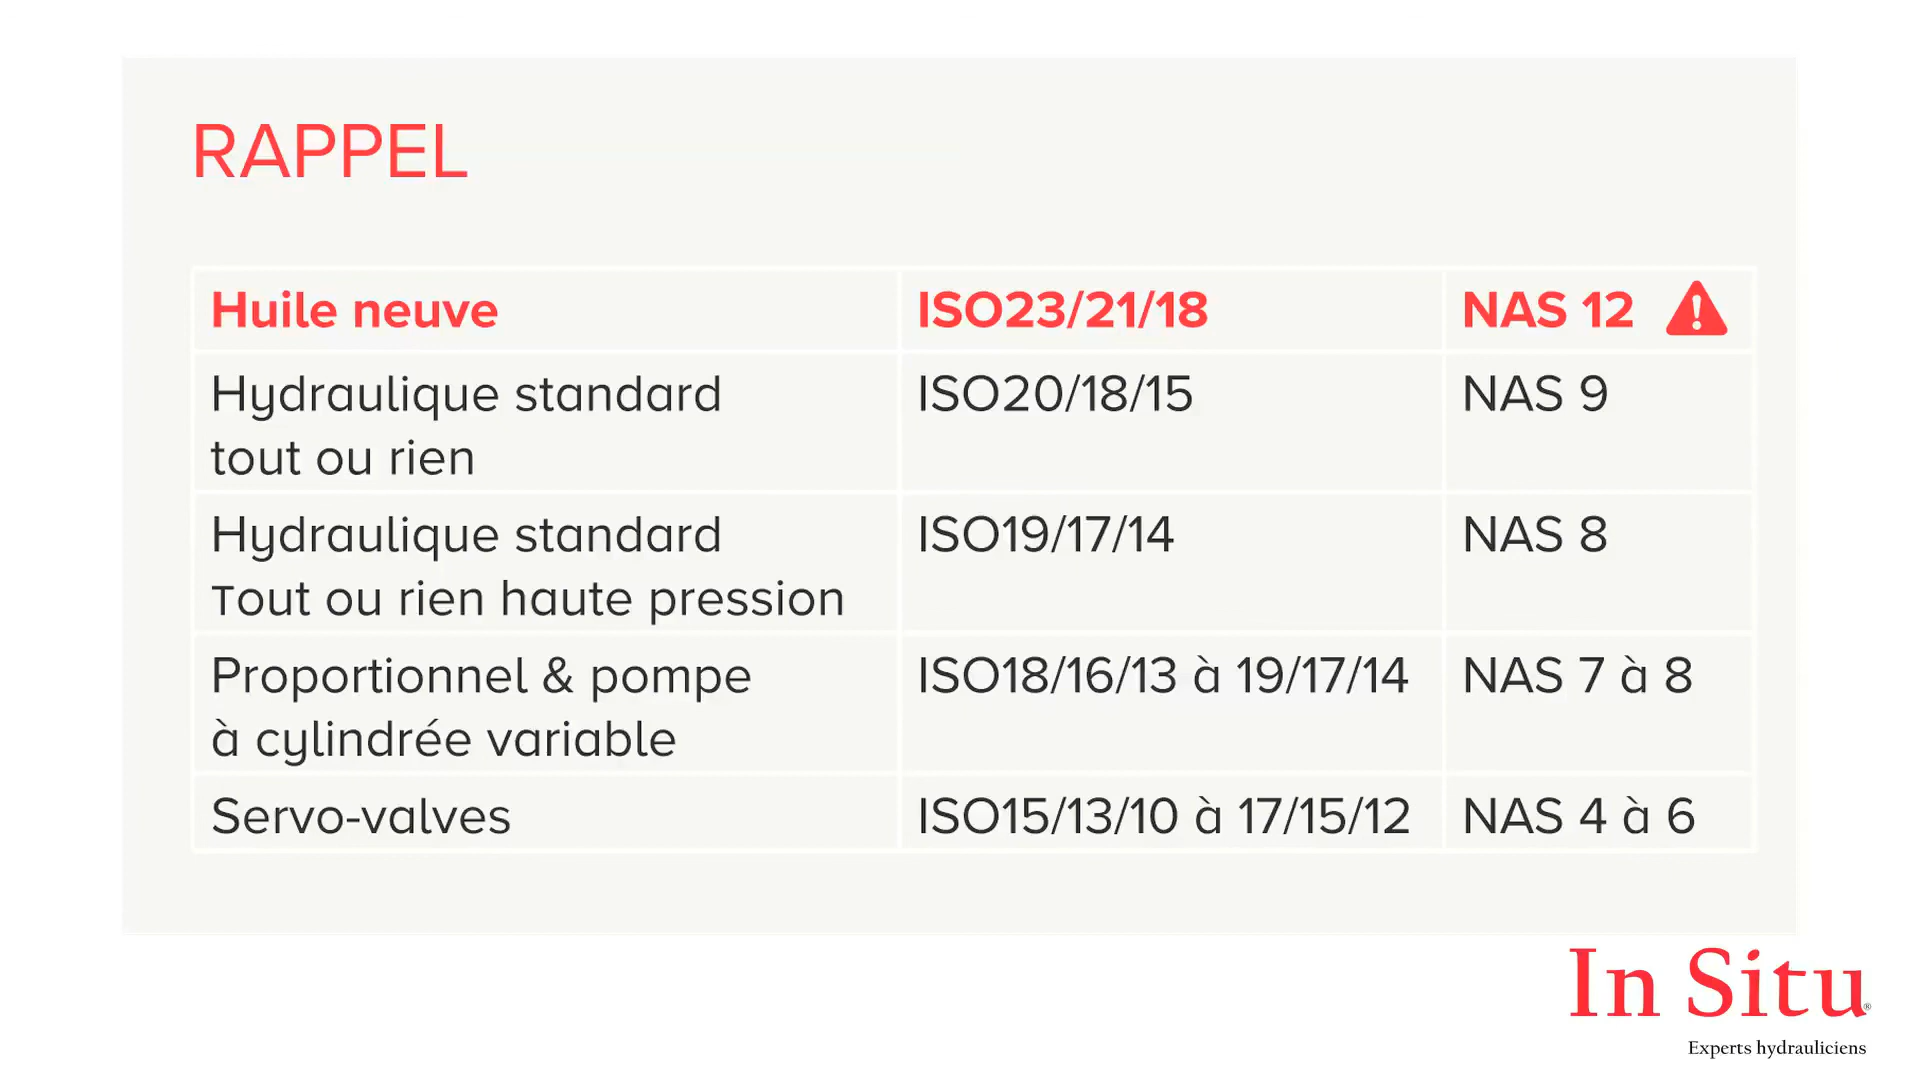 RAPPEL
Huile neuve ISO23/21/18 NAS 12
Hydraulique standard ISO20/18/15 NAS 9
tout ou rien
Hydraulique standard ISO19/17/14 NAS 8
Tout ou rien haute pression
Proportionnel & pompe ISO18/16/13 à 19/17/14 NAS 7 à 8
à cylindrée variable
Servo-valves ISO15/13/10 à 17/15/12 NAS 4 à 6
In Situ®
Experts hydrauliciens